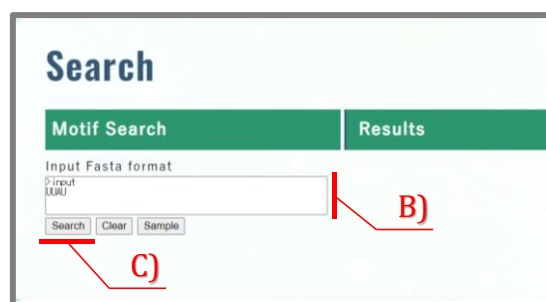 Search
Motif Search
Results
Input Fasta format
>input
UUAU
B)
Search Clear Sample
C)